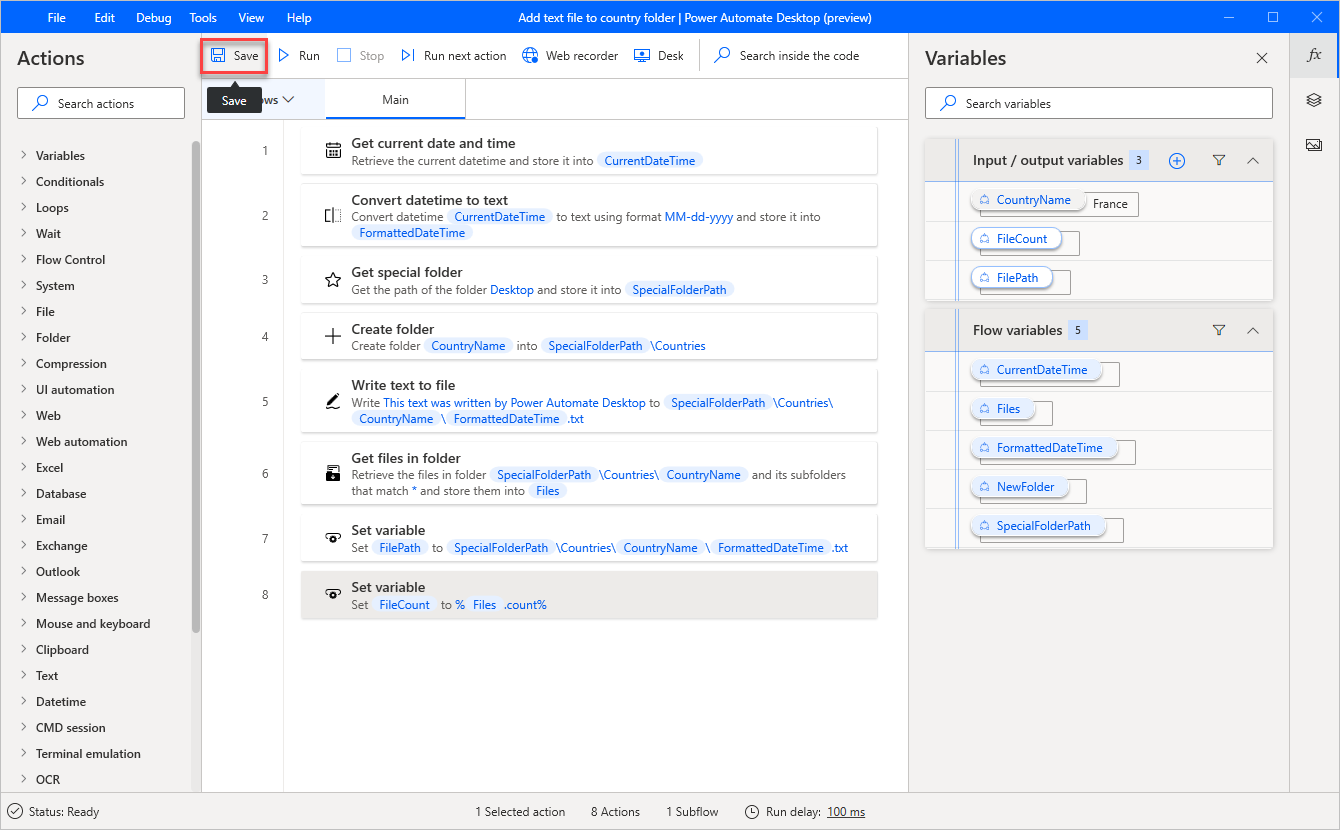 File Edit Debug Tools View Help Add text file to country folder | Power Automate Desktop (preview)
Actions
Search actions
Variables
Conditionals
Loops
Wait
Flow Control
System
File
Folder
Compression
UI automation
Web
Web automation
Excel
Database
Email
Exchange
Outlook
Message boxes
Mouse and keyboard
Clipboard
Text
Datetime
CMD session
Terminal emulation
OCR
Save Run Stop Run next action Web recorder Desk Search inside the code
Save ows Main
1 Get current date and time
Retrieve the current datetime and store it into CurrentDateTime
2 Convert datetime to text
Convert datetime CurrentDateTime to text using format MM-dd-yyyy and store it into
FormattedDateTime
3 Get special folder
Get the path of the folder Desktop and store it into SpecialFolderPath
4 Create folder
Create folder CountryName into SpecialFolderPath \Countries
5 Write text to file
Write This text was written by Power Automate Desktop to SpecialFolderPath \Countries\
CountryName \ FormattedDateTime .txt
6 Get files in folder
Retrieve the files in folder SpecialFolderPath \Countries\ CountryName and its subfolders
that match * and store them into Files
7 Set variable
Set FilePath to SpecialFolderPath \Countries\ CountryName \ FormattedDateTime .txt
8 Set variable
Set FileCount to % Files .count%
Variables
fx
Search variables
Input / output variables 3
CountryName France
FileCount
FilePath
Flow variables 5
CurrentDateTime
Files
FormattedDateTime
NewFolder
SpecialFolderPath
Status: Ready 1 Selected action 8 Actions 1 Subflow Run delay: 100 ms